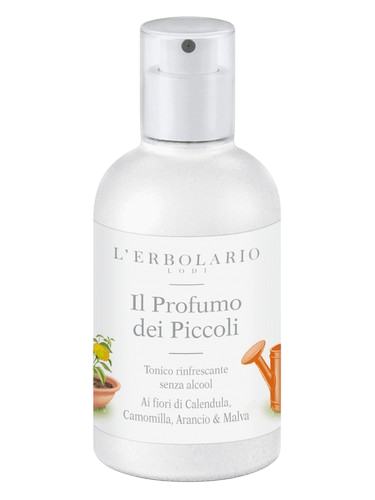 L'ERBOLARIO
LODI
Il Profumo
dei Piccoli
Tonico rinfrescante
senza alcool
Ai fiori di Calendula,
Camomilla, Arancio & Malva